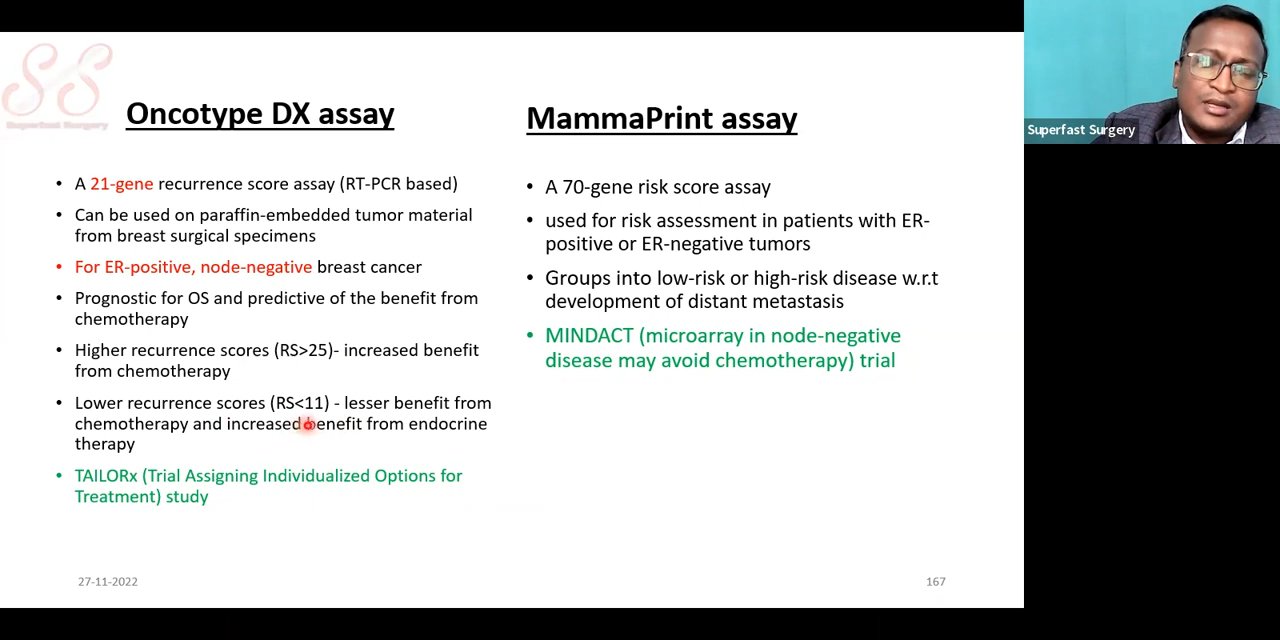 Superfast Surgery
Oncotype DX assay
• A 21-gene recurrence score assay (RT-PCR based)
• Can be used on paraffin-embedded tumor material
from breast surgical specimens
• For ER-positive, node-negative breast cancer
• Prognostic for OS and predictive of the benefit from
chemotherapy
• Higher recurrence scores (RS>25)- increased benefit
from chemotherapy
• Lower recurrence scores (RS<11) - lesser benefit from
chemotherapy and increased benefit from endocrine
therapy
• TAILORx (Trial Assigning Individualized Options for
Treatment) study
MammaPrint assay
• A 70-gene risk score assay
• used for risk assessment in patients with ER-
positive or ER-negative tumors
• Groups into low-risk or high-risk disease w.r.t
development of distant metastasis
• MINDACT (microarray in node-negative
disease may avoid chemotherapy) trial
27-11-2022
167
Superfast Surgery